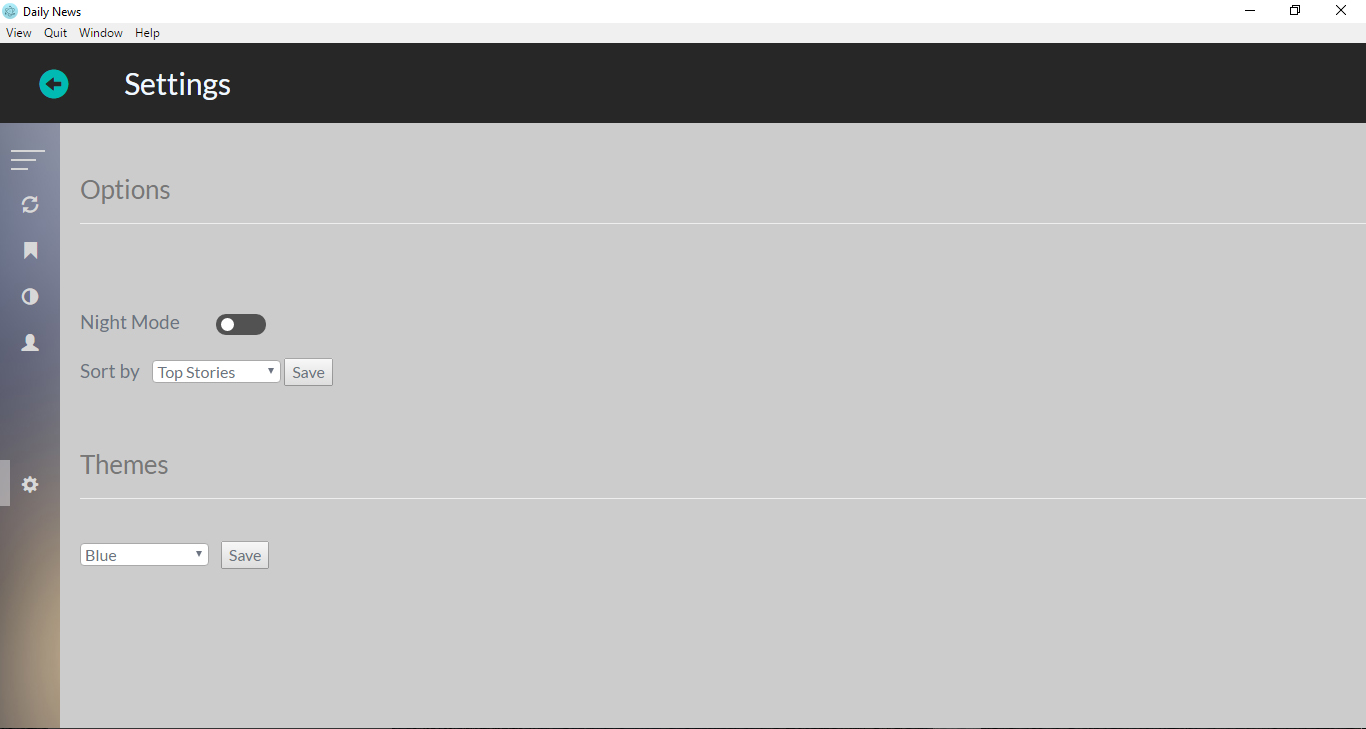 Daily News
View Quit Window Help
Settings
Options
Night Mode
Sort by Top Stories Save
Themes
Blue Save